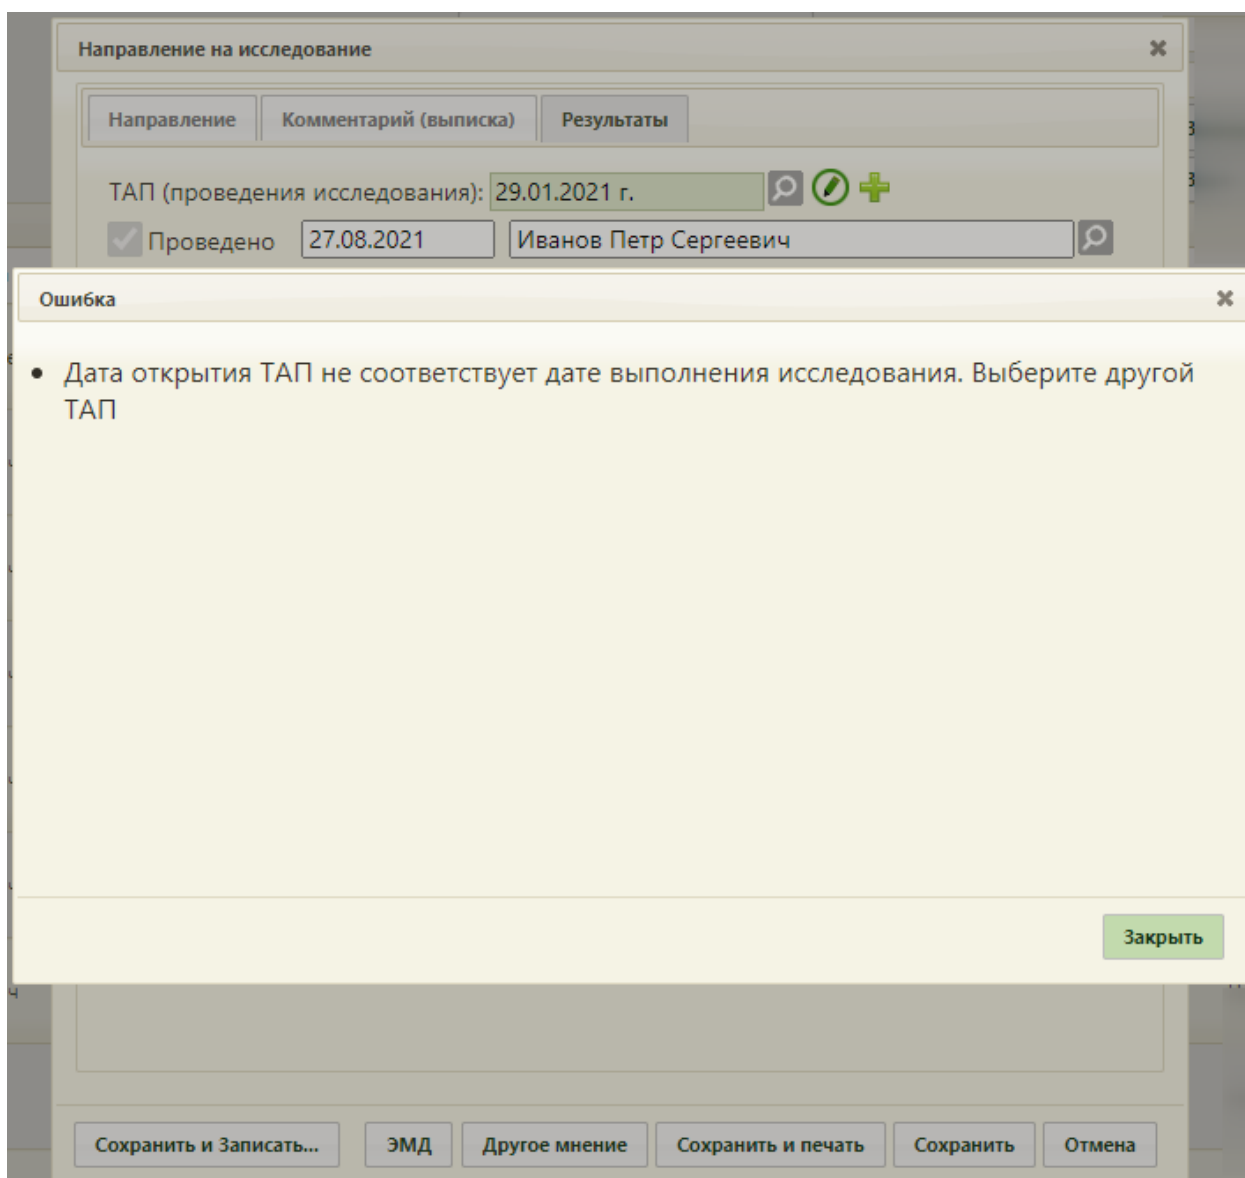 Направление на исследование
Направление Комментарий (выписка) Результаты
ТАП (проведения исследования): 29.01.2021 г.
Проведено 27.08.2021 Иванов Петр Сергеевич
Ошибка
• Дата открытия ТАП не соответствует дате выполнения исследования. Выберите другой
ТАП
Закрыть
Сохранить и Записать... ЭМД Другое мнение Сохранить и печать Сохранить Отмена